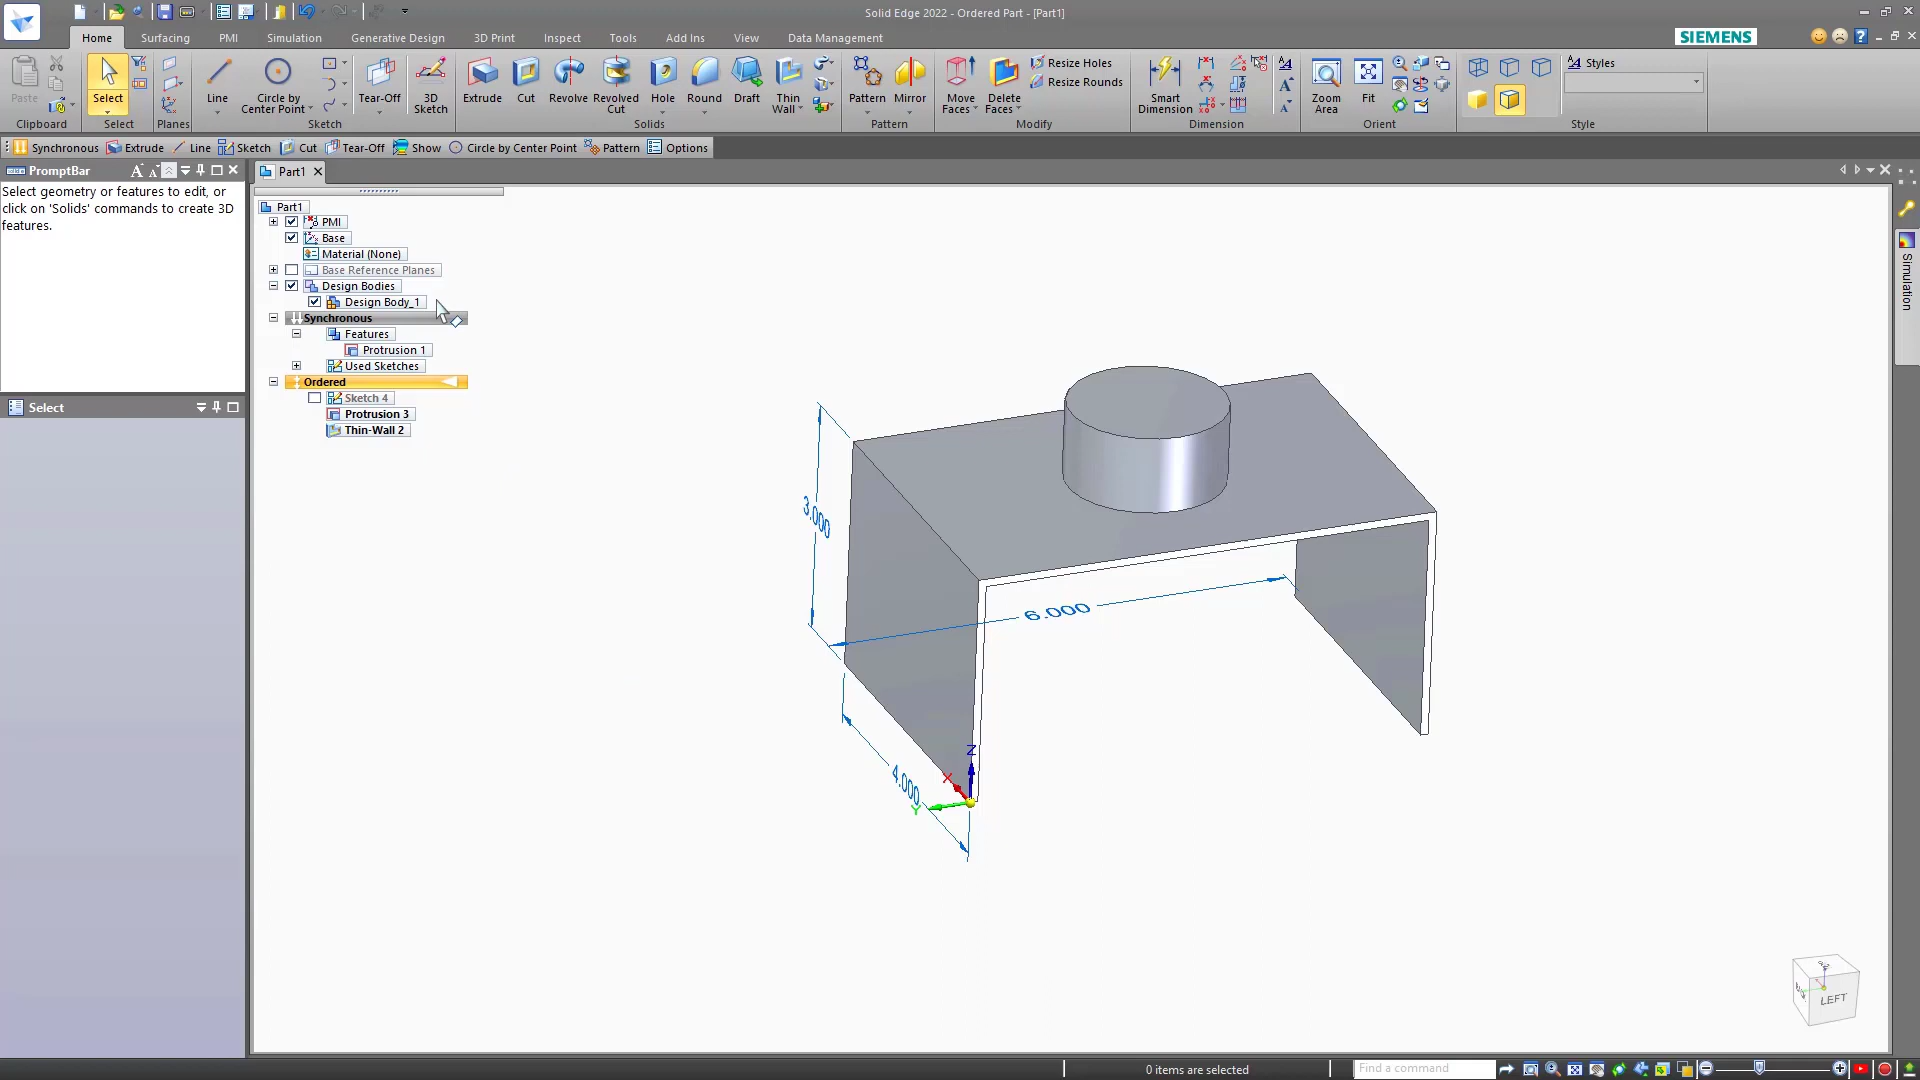 Solid Edge 2022 - Ordered Part - [Part1]
Home Surfacing PMI Simulation Generative Design 3D Print Inspect Tools Add Ins View Data Management
SIEMENS
Paste
Clipboard
Select
Select
Planes
Line
Circle by Center Point
Tear-Off
3D Sketch
Sketch
Extrude
Cut
Revolve
Revolved Cut
Hole
Round
Draft
Thin Wall
Solids
Pattern
Mirror
Pattern
Move Faces
Delete Faces
Resize Holes
Resize Rounds
Modify
Smart Dimension
Dimension
Zoom Area
Fit
Orient
Styles
Style
Synchronous Extrude Line Sketch Cut Tear-Off Show Circle by Center Point Pattern Options
PromptBar
Select geometry or features to edit, or
click on 'Solids' commands to create 3D
features.
Select
Part1
Part1
PMI
Base
Material (None)
Base Reference Planes
Design Bodies
Design Body_1
Synchronous
Features
Protrusion 1
Used Sketches
Ordered
Sketch 4
Protrusion 3
Thin-Wall 2
3.000
6.000
4.000
Z
X
Y
LEFT
Simulation
0 items are selected
Find a command